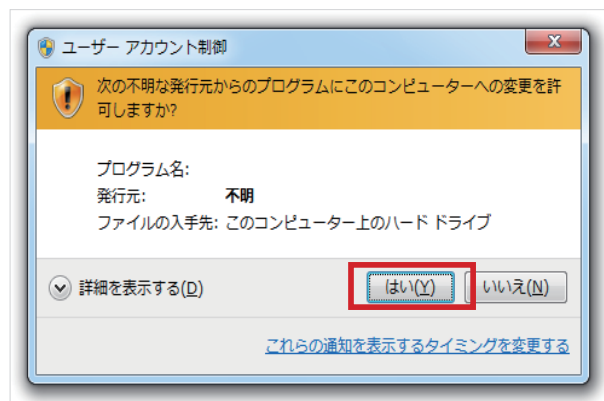 ユーザー アカウント制御
次の不明な発行元からのプログラムにこのコンピューターへの変更を許
可しますか?
プログラム名:
発行元: 不明
ファイルの入手先: このコンピューター上のハード ドライブ
詳細を表示する(D) はい(Y) いいえ(N)
これらの通知を表示するタイミングを変更する